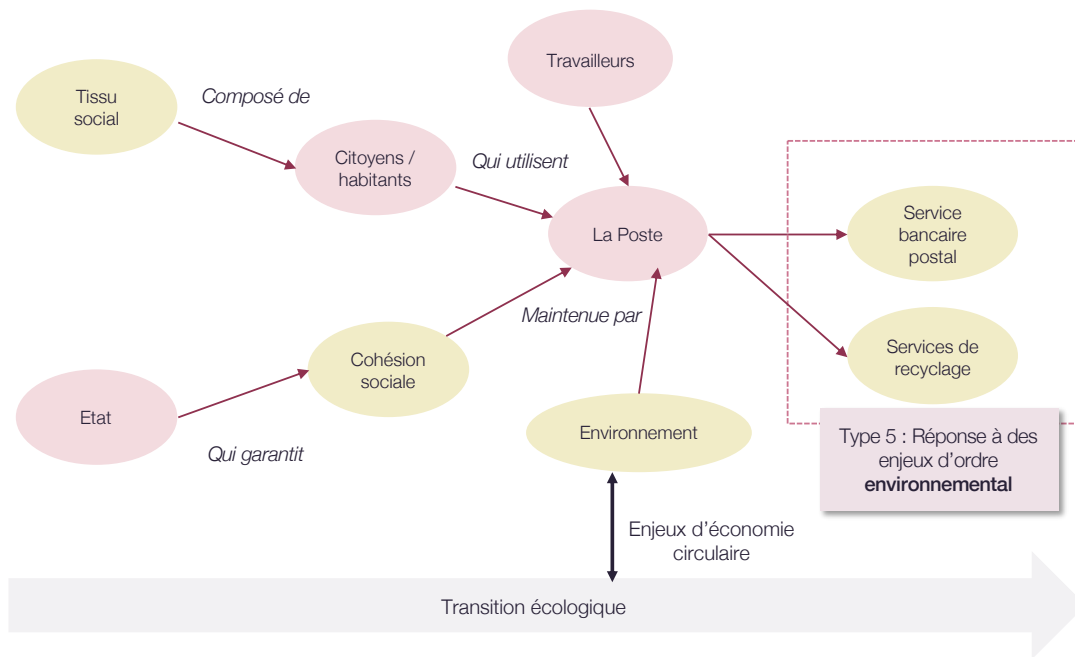 Travailleurs
Tissu
social
Composé de
Citoyens /
habitants
Qui utilisent
La Poste
Service
bancaire
postal
Maintenue par
Cohésion
sociale
Services de
recyclage
Etat
Qui garantit
Environnement
Type 5 : Réponse à des
enjeux d’ordre
environnemental
Enjeux d’économie
circulaire
Transition écologique